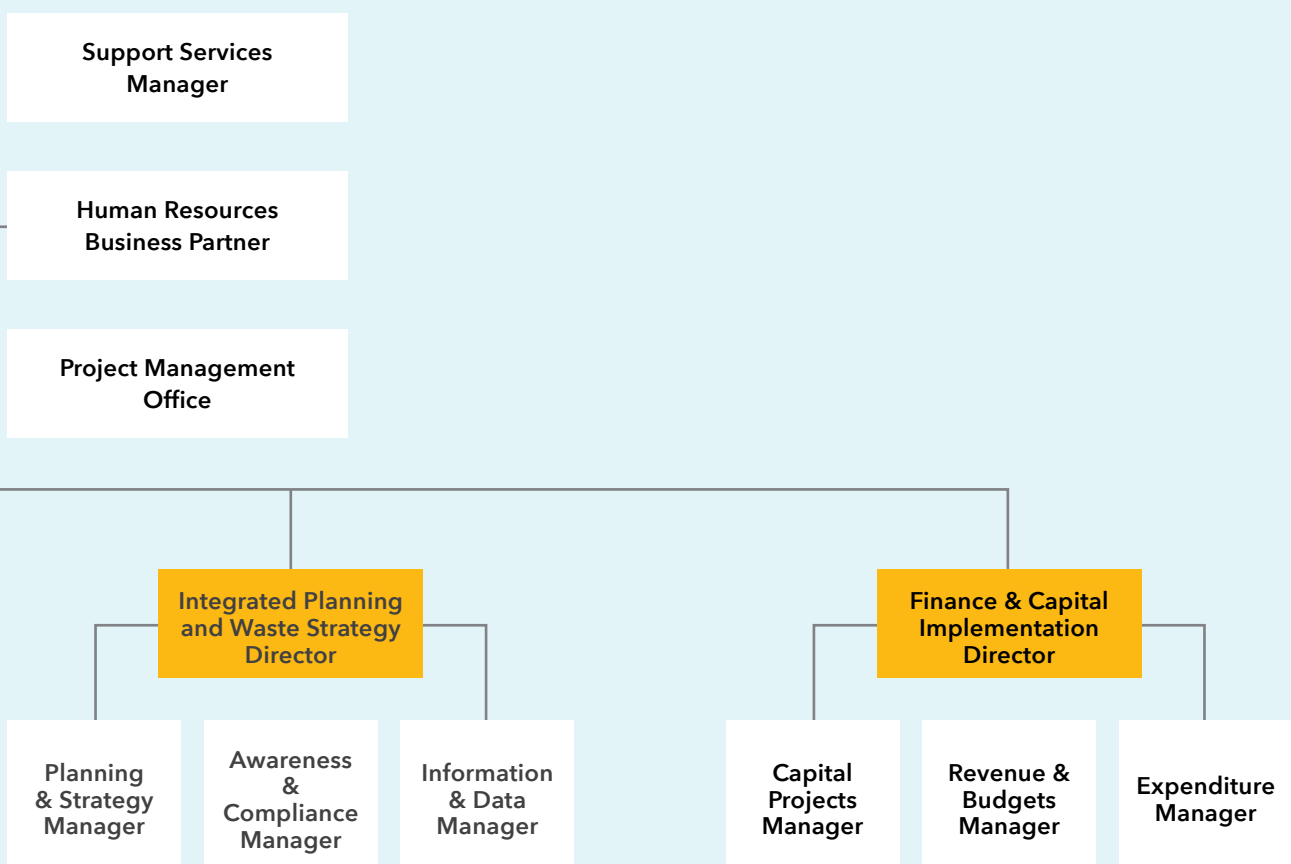 Support Services
Manager
Human Resources
Business Partner
Project Management
Office
Integrated Planning
and Waste Strategy
Director
Finance & Capital
Implementation
Director
Planning
& Strategy
Manager
Awareness
&
Compliance
Manager
Information
& Data
Manager
Capital
Projects
Manager
Revenue &
Budgets
Manager
Expenditure
Manager